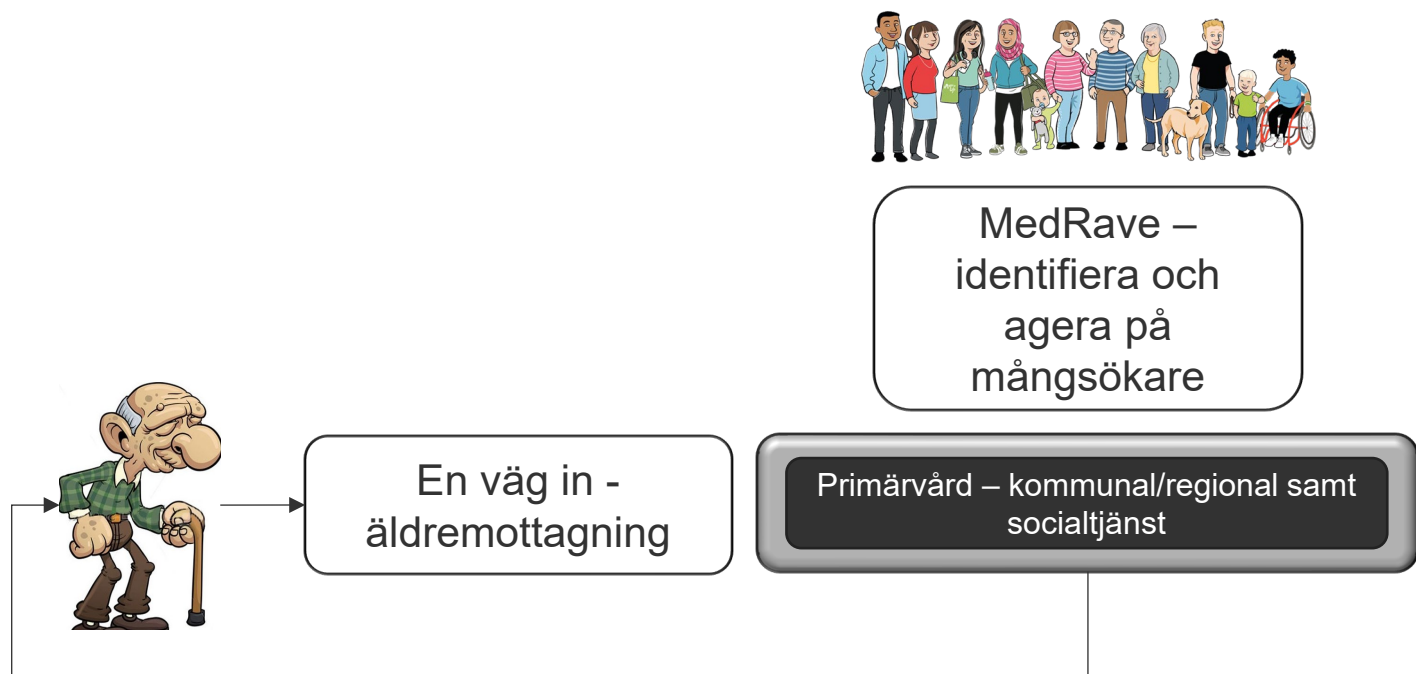 MedRave –
identifiera och
agera på
mångsökare
En väg in -
äldremottagning
Primärvård – kommunal/regional samt
socialtjänst